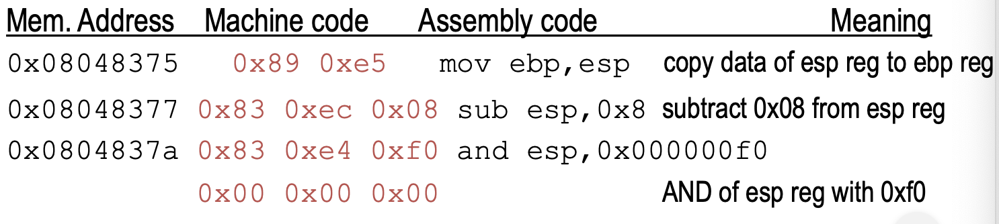 Mem. Address Machine code Assembly code Meaning
0x08048375 0x89 0xe5 mov ebp,esp copy data of esp reg to ebp reg
0x08048377 0x83 0xec 0x08 sub esp,0x8 subtract 0x08 from esp reg
0x0804837a 0x83 0xe4 0xf0 and esp,0x000000f0
0x00 0x00 0x00 AND of esp reg with 0xf0